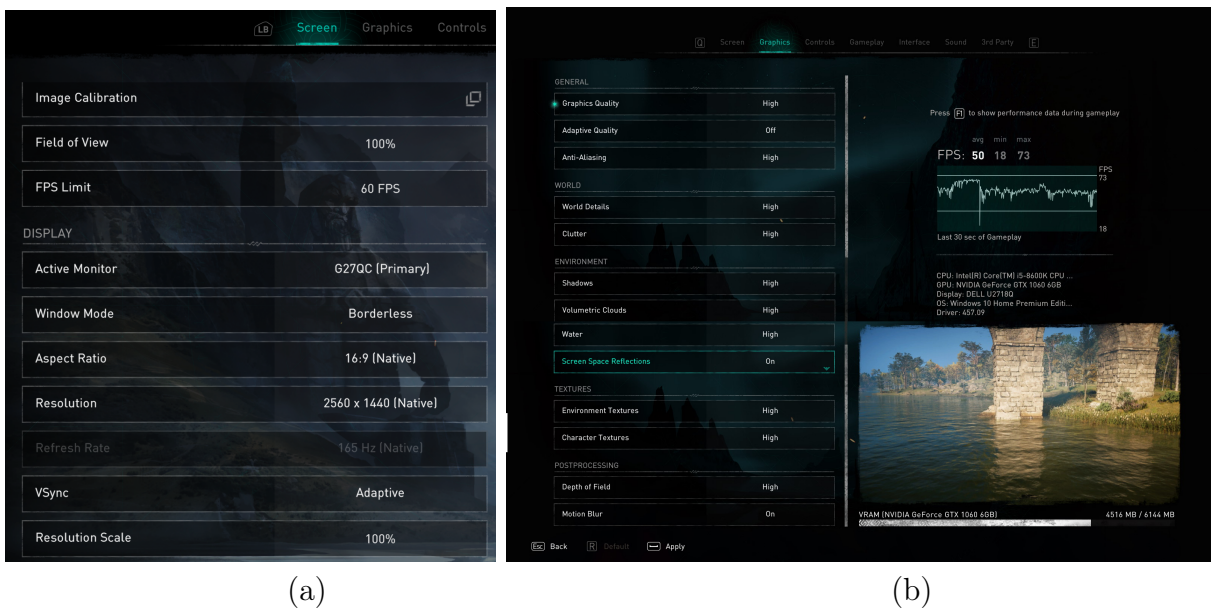 LB Screen Graphics Controls
Image Calibration
Field of View 100%
FPS Limit 60 FPS
DISPLAY
Active Monitor G27QC (Primary)
Window Mode Borderless
Aspect Ratio 16:9 (Native)
Resolution 2560 x 1440 (Native)
Refresh Rate 165 Hz (Native)
VSync Adaptive
Resolution Scale 100%
(a)
Q Screen Graphics Controls Gameplay Interface Sound 3rd Party E
GENERAL
Graphics Quality High
Adaptive Quality Off
Anti-Aliasing High
WORLD
World Details High
Clutter High
ENVIRONMENT
Shadows High
Volumetric Clouds High
Water High
Screen Space Reflections On
TEXTURES
Environment Textures High
Character Textures High
POSTPROCESSING
Depth of Field High
Motion Blur On
Press F1 to show performance data during gameplay
avg min max
FPS: 50 18 73
FPS
73
18
Last 30 sec of Gameplay
CPU: Intel(R) Core(TM) i5-8600K CPU ...
GPU: NVIDIA GeForce GTX 1060 6GB
Display: DELL U2718Q
OS: Windows 10 Home Premium Editi...
Driver: 457.09
VRAM (NVIDIA GeForce GTX 1060 6GB) 4516 MB / 6144 MB
Esc Back R Default Apply
(b)